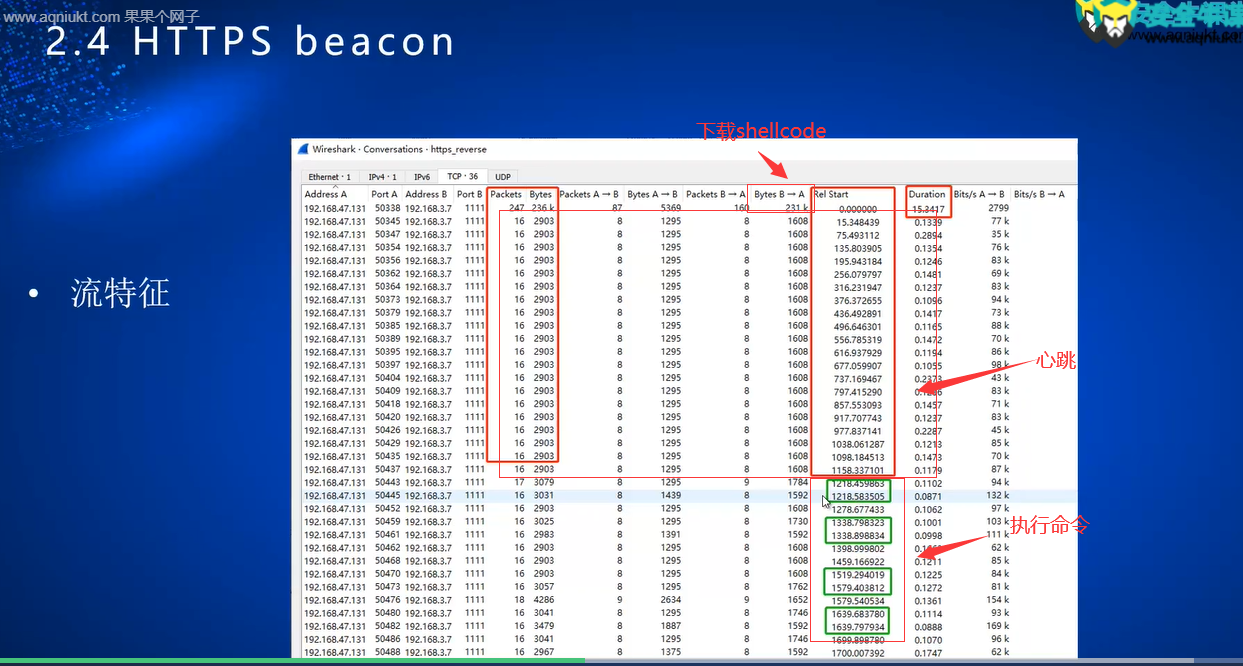 www.aqniukt.com 果果个网子
2.4 HTTPS beacon
www.aqniukt.com
下载shellcode
Wireshark · Conversations · https_reverse
Ethernet · 1 IPv4 · 1 IPv6 TCP · 36 UDP
Address A Port A Address B Port B Packets Bytes Packets A → B Bytes A → B Packets B → A Bytes B → A Rel Start Duration Bits/s A → B Bits/s B → A
192.168.47.131 50338 192.168.3.7 1111 247 236 k 87 5369 160 231 k 0.000000 15.3417 2799
192.168.47.131 50345 192.168.3.7 1111 16 2903 8 1295 8 1608 15.348439 0.1339 77 k
192.168.47.131 50347 192.168.3.7 1111 16 2903 8 1295 8 1608 75.493112 0.2894 35 k
192.168.47.131 50354 192.168.3.7 1111 16 2903 8 1295 8 1608 135.803905 0.1354 76 k
192.168.47.131 50356 192.168.3.7 1111 16 2903 8 1295 8 1608 195.943184 0.1246 83 k
192.168.47.131 50362 192.168.3.7 1111 16 2903 8 1295 8 1608 256.079797 0.1481 69 k
192.168.47.131 50364 192.168.3.7 1111 16 2903 8 1295 8 1608 316.231947 0.1237 83 k
192.168.47.131 50373 192.168.3.7 1111 16 2903 8 1295 8 1608 376.372655 0.1096 94 k
192.168.47.131 50379 192.168.3.7 1111 16 2903 8 1295 8 1608 436.492891 0.1417 73 k
192.168.47.131 50385 192.168.3.7 1111 16 2903 8 1295 8 1608 496.646301 0.1165 88 k
192.168.47.131 50389 192.168.3.7 1111 16 2903 8 1295 8 1608 556.785319 0.1472 70 k
192.168.47.131 50395 192.168.3.7 1111 16 2903 8 1295 8 1608 616.937929 0.1194 86 k
192.168.47.131 50397 192.168.3.7 1111 16 2903 8 1295 8 1608 677.059907 0.1055 98 k
192.168.47.131 50404 192.168.3.7 1111 16 2903 8 1295 8 1608 737.169467 0.2373 43 k
192.168.47.131 50409 192.168.3.7 1111 16 2903 8 1295 8 1608 797.415290 83 k
192.168.47.131 50418 192.168.3.7 1111 16 2903 8 1295 8 1608 857.553093 0.1457 71 k
192.168.47.131 50420 192.168.3.7 1111 16 2903 8 1295 8 1608 917.707743 0.1237 83 k
192.168.47.131 50426 192.168.3.7 1111 16 2903 8 1295 8 1608 977.837141 0.2287 45 k
192.168.47.131 50429 192.168.3.7 1111 16 2903 8 1295 8 1608 1038.061287 0.1213 85 k
192.168.47.131 50435 192.168.3.7 1111 16 2903 8 1295 8 1608 1098.184513 0.1473 70 k
192.168.47.131 50437 192.168.3.7 1111 16 2903 8 1295 8 1608 1158.337101 0.1179 87 k
192.168.47.131 50443 192.168.3.7 1111 17 3079 8 1295 9 1784 1218.459863 0.1102 94 k
192.168.47.131 50445 192.168.3.7 1111 16 3031 8 1439 8 1592 1218.583505 0.0871 132 k
192.168.47.131 50452 192.168.3.7 1111 16 2903 8 1295 8 1608 1278.677433 0.1062 97 k
192.168.47.131 50459 192.168.3.7 1111 16 3025 8 1295 8 1730 1338.798323 0.1001 103 k
192.168.47.131 50461 192.168.3.7 1111 16 2983 8 1391 8 1592 1338.898834 0.0998 111 k
192.168.47.131 50462 192.168.3.7 1111 16 2903 8 1295 8 1608 1398.999802 62 k
192.168.47.131 50468 192.168.3.7 1111 16 2903 8 1295 8 1608 1459.166922 0.1211 85 k
192.168.47.131 50470 192.168.3.7 1111 16 2903 8 1295 8 1608 1519.294019 0.1225 84 k
192.168.47.131 50473 192.168.3.7 1111 16 3057 8 1295 8 1762 1579.403812 0.1272 81 k
192.168.47.131 50476 192.168.3.7 1111 18 4286 9 2634 9 1652 1579.540534 0.1361 154 k
192.168.47.131 50480 192.168.3.7 1111 16 3041 8 1295 8 1746 1639.683780 0.1114 93 k
192.168.47.131 50482 192.168.3.7 1111 16 3479 8 1887 8 1592 1639.797934 0.0888 169 k
192.168.47.131 50486 192.168.3.7 1111 16 3041 8 1295 8 1746 1699.898780 0.1070 96 k
192.168.47.131 50488 192.168.3.7 1111 16 2967 8 1375 8 1592 1700.007392 0.1747 62 k
• 流特征
心跳
执行命令